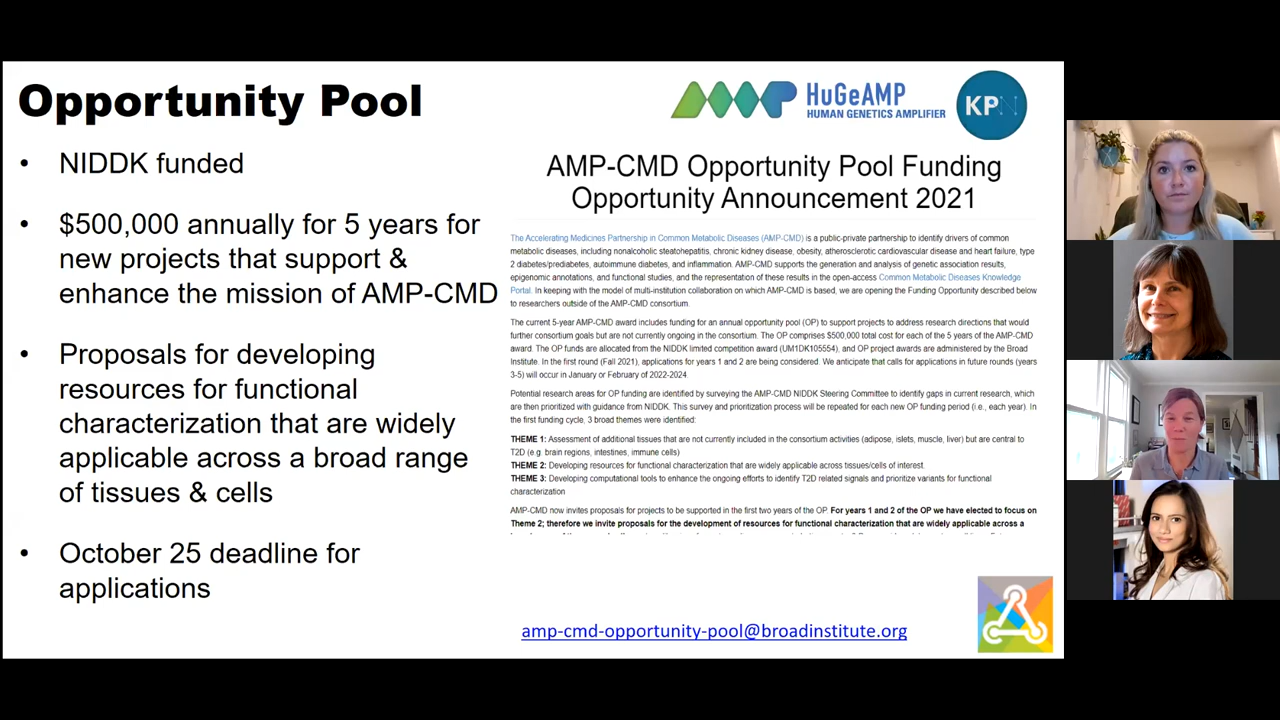 Opportunity Pool
• NIDDK funded
• $500,000 annually for 5 years for
new projects that support &
enhance the mission of AMP-CMD
• Proposals for developing
resources for functional
characterization that are widely
applicable across a broad range
of tissues & cells
• October 25 deadline for
applications
AMP HuGeAMP
HUMAN GENETICS AMPLIFIER
KPN
AMP-CMD Opportunity Pool Funding
Opportunity Announcement 2021
The Accelerating Medicines Partnership in Common Metabolic Diseases (AMP-CMD) is a public-private partnership to identify drivers of common
metabolic diseases, including nonalcoholic steatohepatitis, chronic kidney disease, obesity, atherosclerotic cardiovascular disease and heart failure, type
2 diabetes/prediabetes, autoimmune diabetes, and inflammation. AMP-CMD supports the generation and analysis of genetic association results,
epigenomic annotations, and functional studies, and the representation of these results in the open-access Common Metabolic Diseases Knowledge
Portal. In keeping with the model of multi-institution collaboration on which AMP-CMD is based, we are opening the Funding Opportunity described below
to researchers outside of the AMP-CMD consortium.
The current 5-year AMP-CMD award includes funding for an annual opportunity pool (OP) to support projects to address research directions that would
further consortium goals but are not currently ongoing in the consortium. The OP comprises $500,000 total cost for each of the 5 years of the AMP-CMD
award. The OP funds are allocated from the NIDDK limited competition award (UM1DK105554), and OP project awards are administered by the Broad
Institute. In the first round (Fall 2021), applications for years 1 and 2 are being considered. We anticipate that calls for applications in future rounds (years
3-5) will occur in January or February of 2022-2024.
Potential research areas for OP funding are identified by surveying the AMP-CMD NIDDK Steering Committee to identify gaps in current research, which
are then prioritized with guidance from NIDDK. This survey and prioritization process will be repeated for each new OP funding period (i.e., each year). In
the first funding cycle, 3 broad themes were identified:
THEME 1: Assessment of additional tissues that are not currently included in the consortium activities (adipose, islets, muscle, liver) but are central to
T2D (e.g. brain regions, intestines, immune cells)
THEME 2: Developing resources for functional characterization that are widely applicable across tissues/cells of interest.
THEME 3: Developing computational tools to enhance the ongoing efforts to identify T2D related signals and prioritize variants for functional
characterization
AMP-CMD now invites proposals for projects to be supported in the first two years of the OP. For years 1 and 2 of the OP we have elected to focus on
Theme 2; therefore we invite proposals for the development of resources for functional characterization that are widely applicable across a
amp-cmd-opportunity-pool@broadinstitute.org